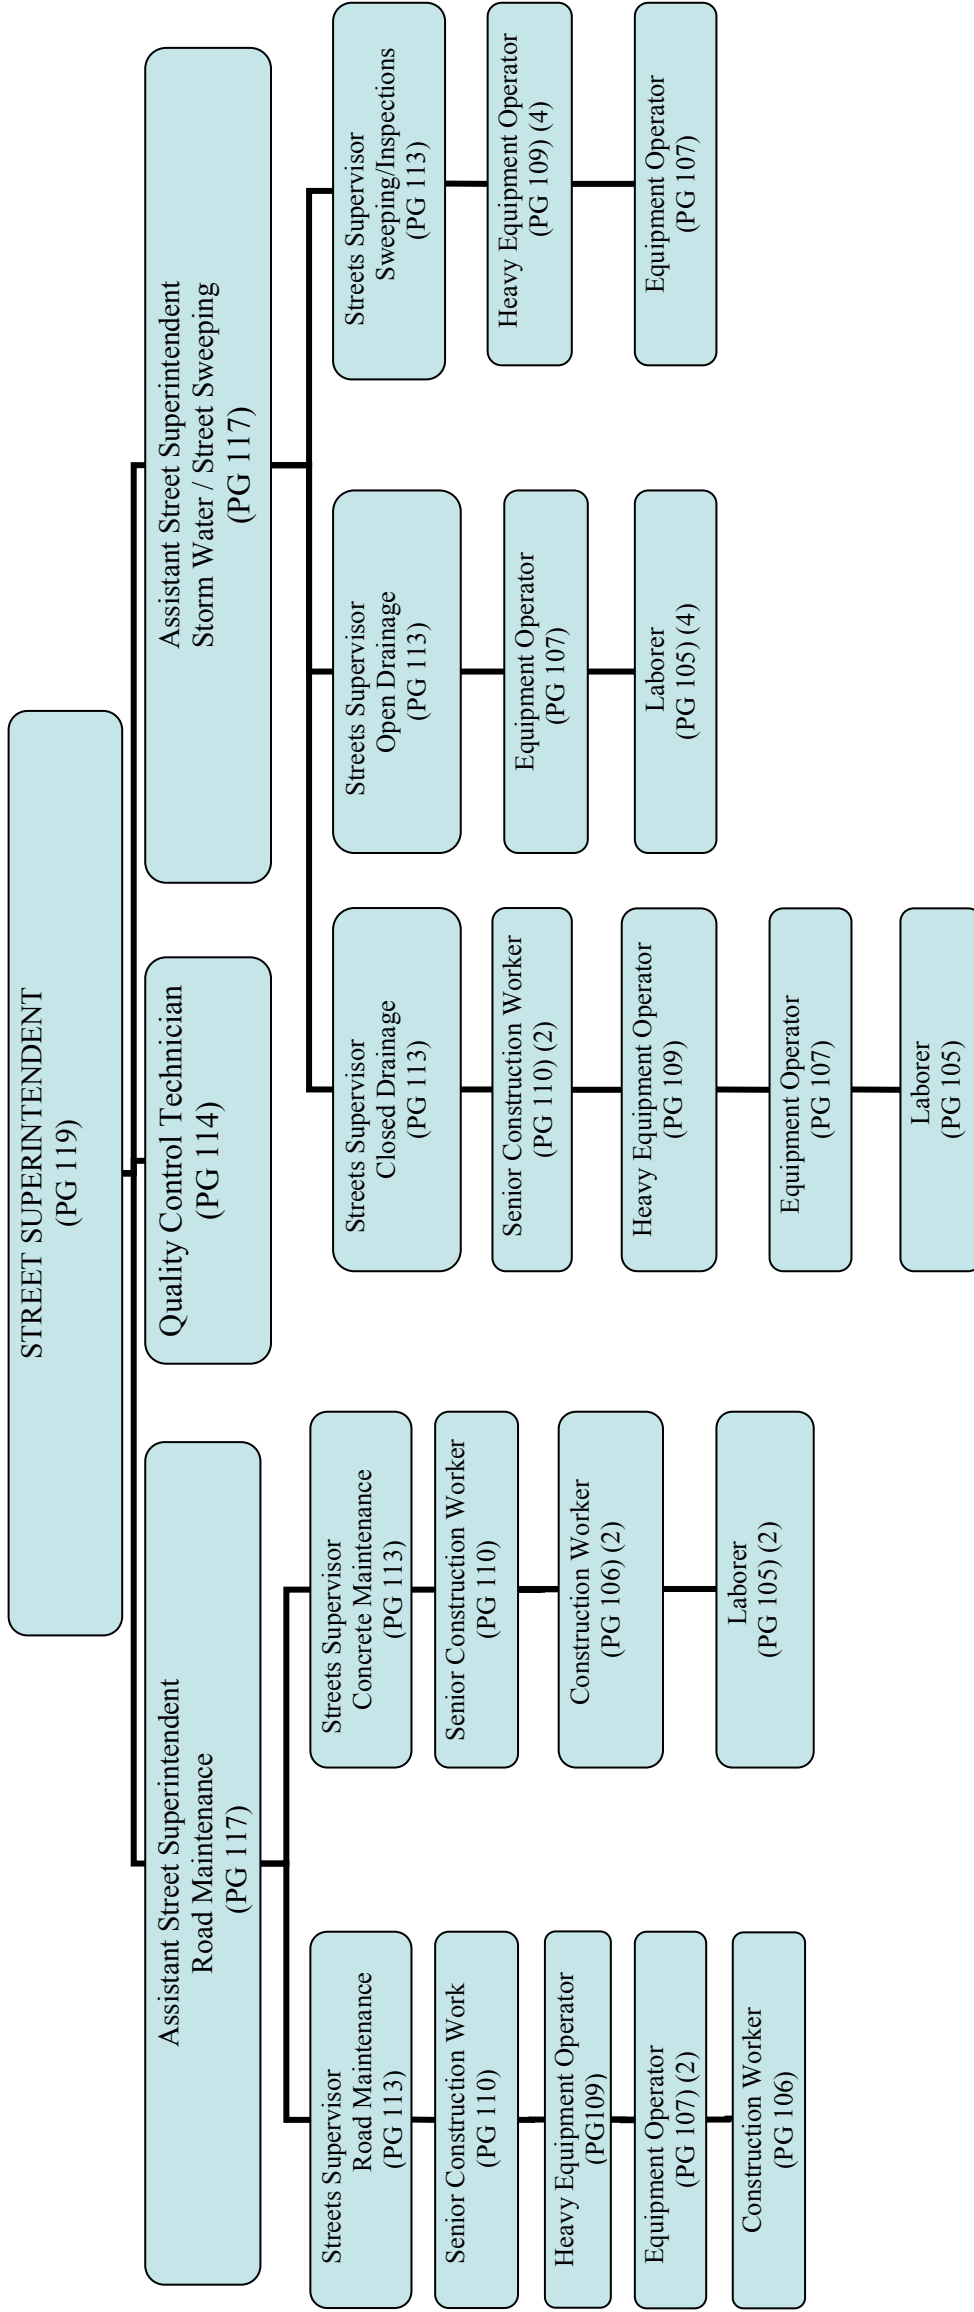 STREET SUPERINTENDENT
(PG 119)
Assistant Street Superintendent
Road Maintenance
(PG 117)
Quality Control Technician
(PG 114)
Assistant Street Superintendent
Storm Water / Street Sweeping
(PG 117)
Streets Supervisor
Road Maintenance
(PG 113)
Senior Construction Work
(PG 110)
Heavy Equipment Operator
(PG109)
Equipment Operator
(PG 107) (2)
Construction Worker
(PG 106)
Streets Supervisor
Concrete Maintenance
(PG 113)
Senior Construction Worker
(PG 110)
Construction Worker
(PG 106) (2)
Laborer
(PG 105) (2)
Streets Supervisor
Closed Drainage
(PG 113)
Senior Construction Worker
(PG 110) (2)
Heavy Equipment Operator
(PG 109)
Equipment Operator
(PG 107)
Laborer
(PG 105)
Streets Supervisor
Open Drainage
(PG 113)
Equipment Operator
(PG 107)
Laborer
(PG 105) (4)
Streets Supervisor
Sweeping/Inspections
(PG 113)
Heavy Equipment Operator
(PG 109) (4)
Equipment Operator
(PG 107)